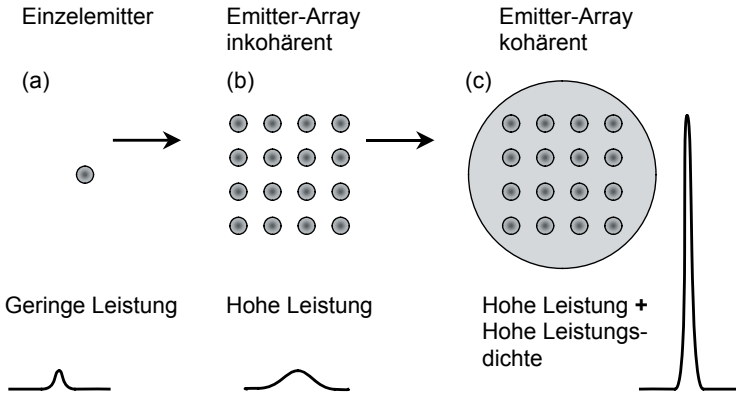 Einzelemitter
Emitter-Array
inkohärent
Emitter-Array
kohärent
(a)
(b)
(c)
Geringe Leistung
Hohe Leistung
Hohe Leistung +
Hohe Leistungs-
dichte